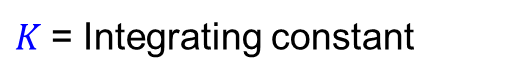 K = Integrating constant